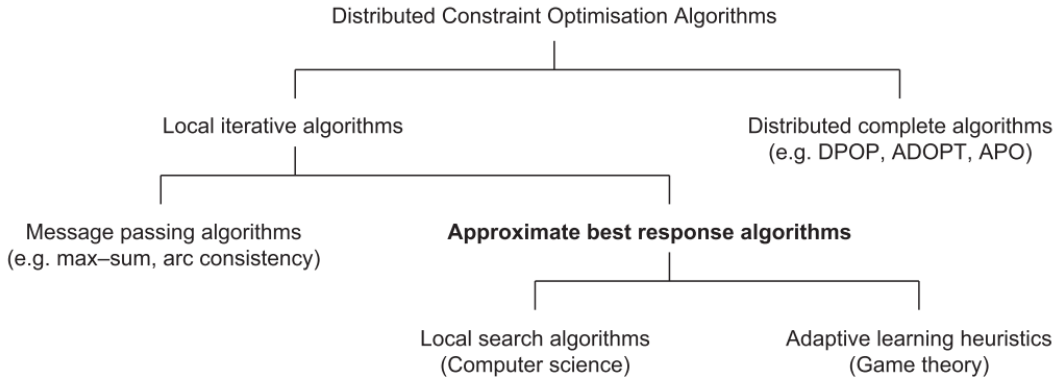 Distributed Constraint Optimisation Algorithms
Local iterative algorithms
Distributed complete algorithms
(e.g. DPOP, ADOPT, APO)
Message passing algorithms
(e.g. max–sum, arc consistency)
Approximate best response algorithms
Local search algorithms
(Computer science)
Adaptive learning heuristics
(Game theory)